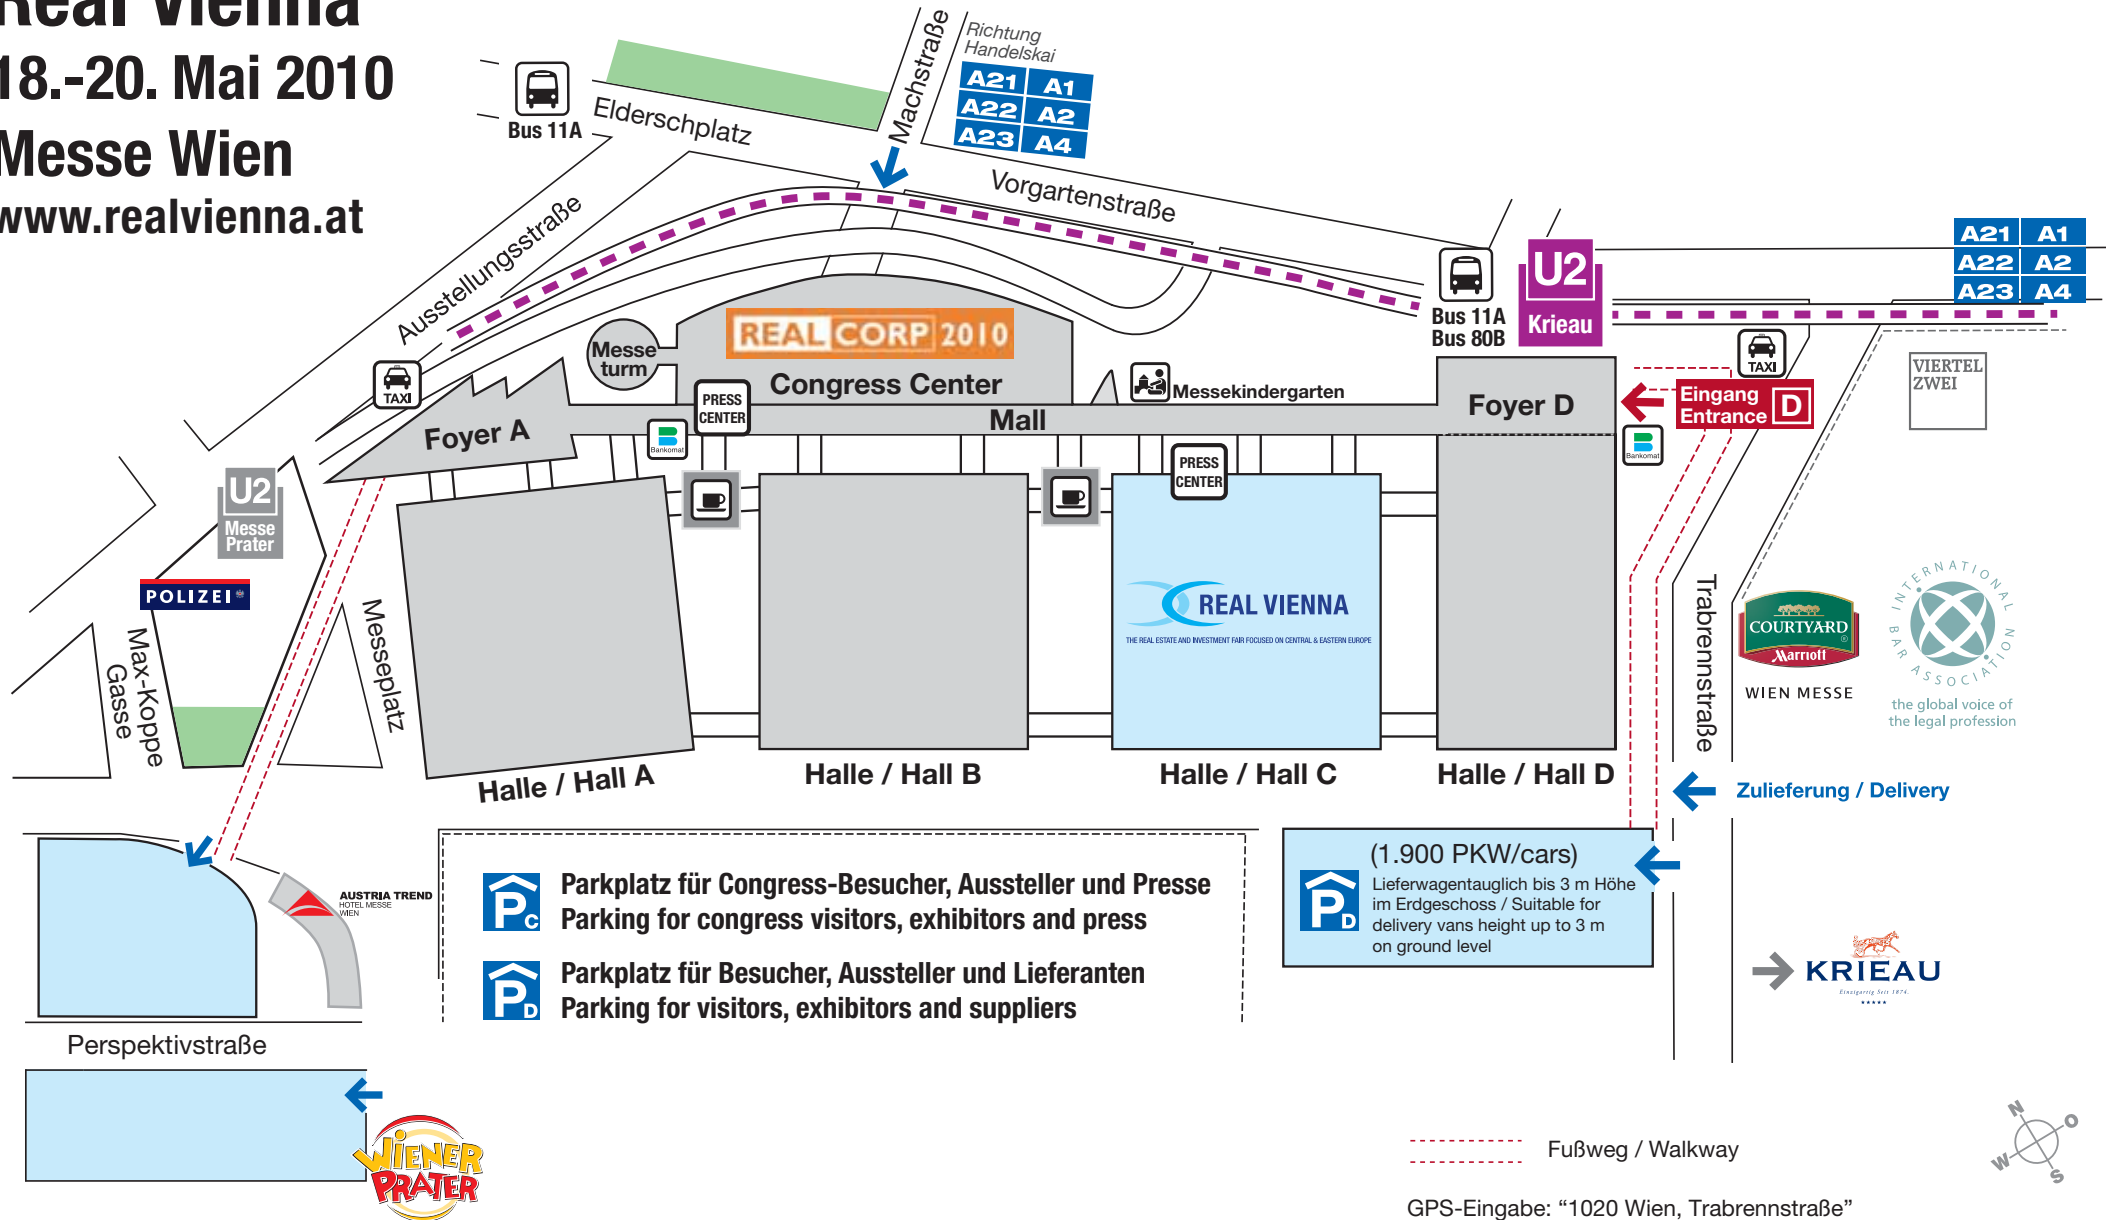 Real Vienna
18.-20. Mai 2010
Messe Wien
www.realvienna.at
Bus 11A
Elderschplatz
Machstraße
Richtung
Handelskai
A21 A1
A22 A2
A23 A4
Vorgartenstraße
Ausstellungsstraße
Bus 11A
Bus 80B
U2
Krieau
A21 A1
A22 A2
A23 A4
TAXI
VIERTEL
ZWEI
Messe
turm
REAL CORP 2010
Congress Center
PRESS
CENTER
Messekindergarten
Mall
Foyer A
TAXI
Bankomat
Foyer D
Eingang
Entrance D
Bankomat
PRESS
CENTER
U2
Messe
Prater
POLIZEI
Max-Koppe
Gasse
Messeplatz
REAL VIENNA
THE REAL ESTATE AND INVESTMENT FAIR FOCUSED ON CENTRAL & EASTERN EUROPE
Trabrennstraße
COURTYARD
Marriott
WIEN MESSE
INTERNATIONAL
BAR ASSOCIATION
the global voice of
the legal profession
Halle / Hall A
Halle / Hall B
Halle / Hall C
Halle / Hall D
Zulieferung / Delivery
AUSTRIA TREND
HOTEL MESSE
WIEN
PC
Parkplatz für Congress-Besucher, Aussteller und Presse
Parking for congress visitors, exhibitors and press
PD
Parkplatz für Besucher, Aussteller und Lieferanten
Parking for visitors, exhibitors and suppliers
(1.900 PKW/cars)
PD
Lieferwagentauglich bis 3 m Höhe
im Erdgeschoss / Suitable for
delivery vans height up to 3 m
on ground level
KRIEAU
Einzigartig Seit 1874.
Perspektivstraße
WIENER
PRATER
Fußweg / Walkway
N
O
W
S
GPS-Eingabe: “1020 Wien, Trabrennstraße”